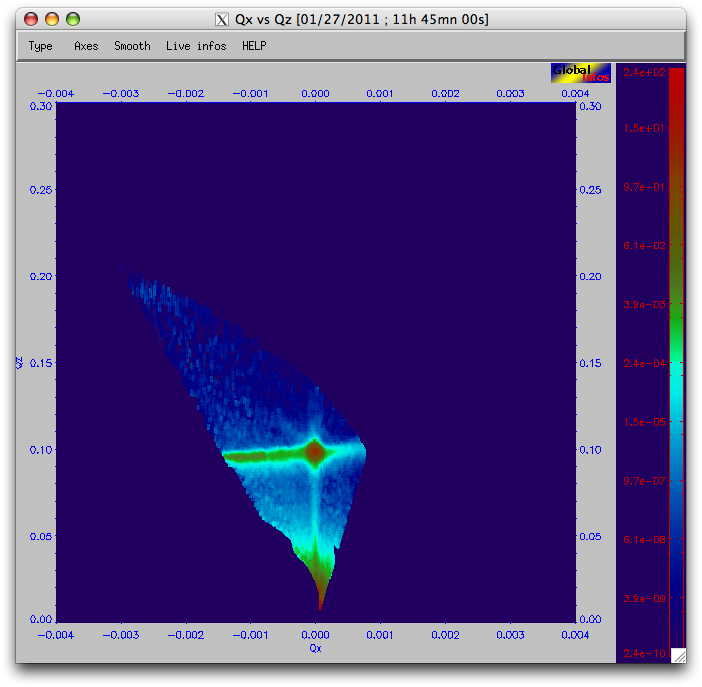 Qx vs Qz [01/27/2011 ; 11h 45mn 00s]
Type Axes Smooth Live infos HELP
Global
Infos
-0.004 -0.003 -0.002 -0.001 0.000 0.001 0.002 0.003 0.004
0.30 0.30
0.25 0.25
0.20 0.20
0.15 0.15
Qz
0.10 0.10
0.05 0.05
0.00 0.00
-0.004 -0.003 -0.002 -0.001 0.000 0.001 0.002 0.003 0.004
Qx
2.4e+02
1.5e+01
9.7e-01
6.1e-02
3.9e-03
2.4e-04
1.5e-05
9.7e-07
6.1e-08
3.9e-09
2.4e-10